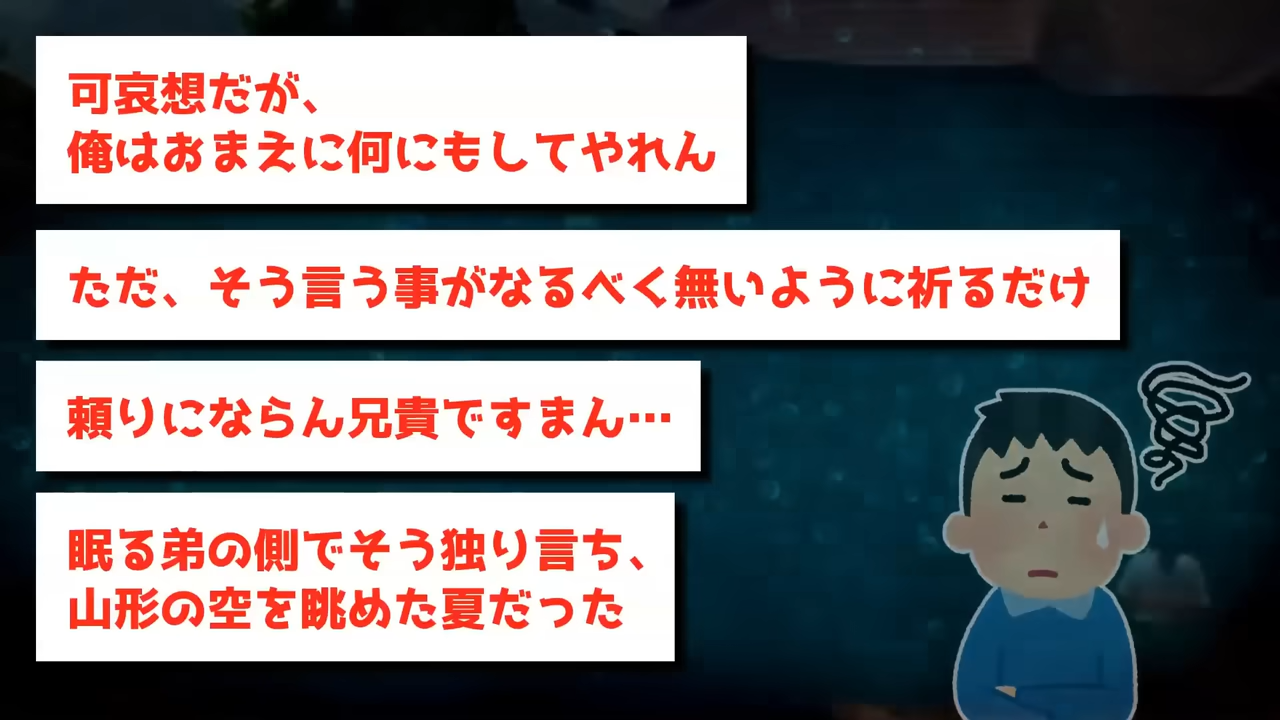 可哀想だが、
俺はおまえに何にもしてやれん
ただ、そう言う事がなるべく無いように祈るだけ
頼りにならん兄貴ですまん…
眠る弟の側でそう独り言ち、
山形の空を眺めた夏だった